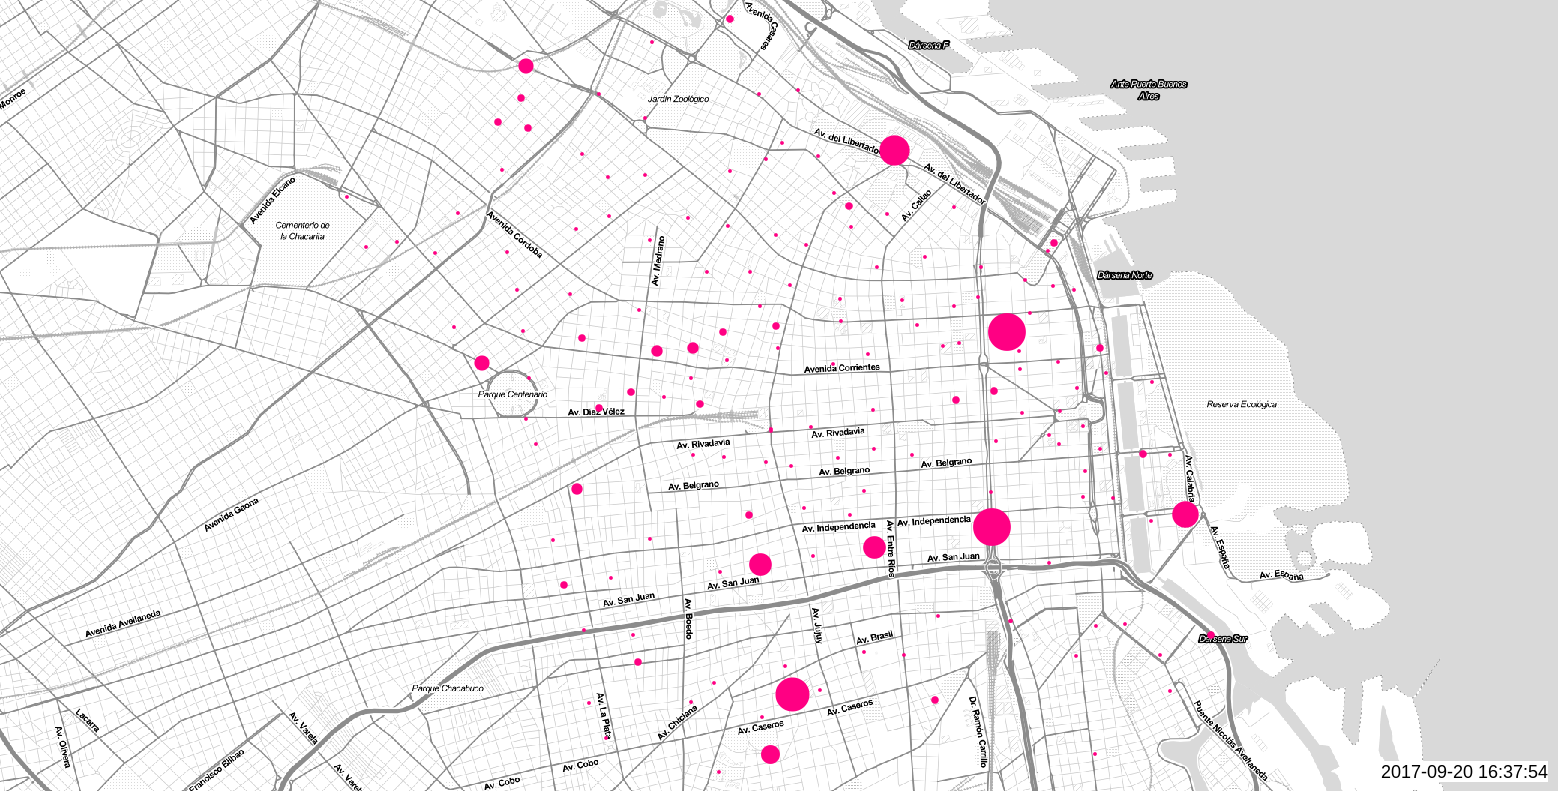 Avenida Casares
Dársena F
Ante Puerto Buenos
Aires
Monroe
Jardín Zoológico
Av. del Libertador
Av. del Libertador
Avenida Elcano
Av. Callao
Cementerio de
la Chacarita
Avenida Córdoba
Av. Medrano
Dársena Norte
Avenida Corrientes
Parque Centenario
Reserva Ecológica
Av. Díaz Vélez
Av. Rivadavia
Av. Rivadavia
Av. Belgrano
Av. Belgrano
Av. Belgrano
Av. Calabria
Avenida Gaona
Av. Independencia
Av. Independencia
Av. Entre Ríos
Av. España
Av. San Juan
Av. España
Av. San Juan
Av. San Juan
Avenida Avellaneda
Av. Boedo
Av. Jujuy
Av. Brasil
Dársena Sur
Parque Chacabuco
Av. La Plata
Av. Chiclana
Av. Caseros
Av. Caseros
Dr. Ramón Carrillo
Puente Nicolás Avellaneda
Lacarra
Av. Varela
Av. Olivera
Francisco Bilbao
Av. Cobo
Av. Cobo
2017-09-20 16:37:54